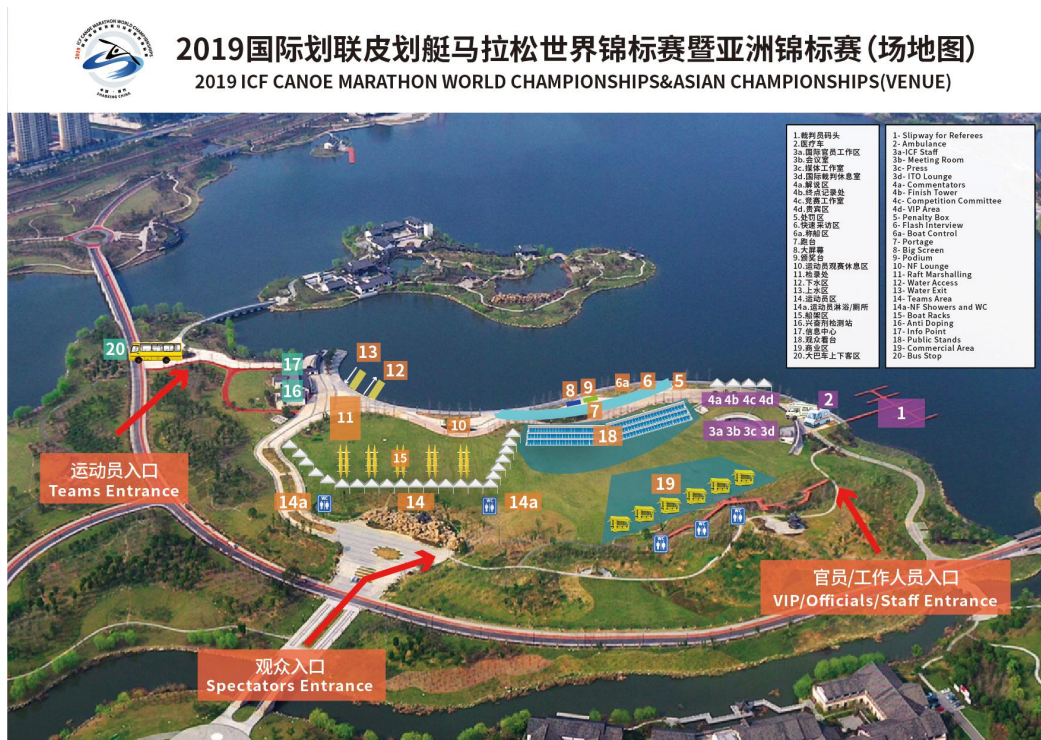 2019 ICF CANOE MARATHON WORLD CHAMPIONSHIPS
SHAOXING CHINA
2019国际划联皮划艇马拉松世界锦标赛暨亚洲锦标赛（场地图）
2019 ICF CANOE MARATHON WORLD CHAMPIONSHIPS&ASIAN CHAMPIONSHIPS(VENUE)
1.裁判员码头
2.医疗车
3a.国际官员工作区
3b.会议室
3c.媒体工作室
3d.国际裁判休息室
4a.解说区
4b.终点记录处
4c.竞赛工作室
4d.贵宾区
5.处罚区
6.快速采访区
6a.称船区
7.跑台
8.大屏幕
9.颁奖台
10.运动员观赛休息区
11.检录处
12.下水区
13.上水区
14.运动员区
14a.运动员淋浴/厕所
15.船架区
16.兴奋剂检测站
17.信息中心
18.观众看台
19.商业区
20.大巴车上下客区
1- Slipway for Referees
2- Ambulance
3a-ICF Staff
3b- Meeting Room
3c- Press
3d- ITO Lounge
4a- Commentators
4b- Finish Tower
4c- Competition Committee
4d- VIP Area
5- Penalty Box
6- Flash Interview
6a- Boat Control
7- Portage
8- Big Screen
9- Podium
10- NF Lounge
11- Raft Marshalling
12- Water Access
13- Water Exit
14- Teams Area
14a-NF Showers and WC
15- Boat Racks
16- Anti Doping
17- Info Point
18- Public Stands
19- Commercial Area
20- Bus Stop
20
17
16
13
12
11
10
8
9
6a
6
5
7
18
4a 4b 4c 4d
3a 3b 3c 3d
2
1
15
14a
14
14a
19
WC
WC
WC
WC
WC
运动员入口
Teams Entrance
观众入口
Spectators Entrance
官员/工作人员入口
VIP/Officials/Staff Entrance